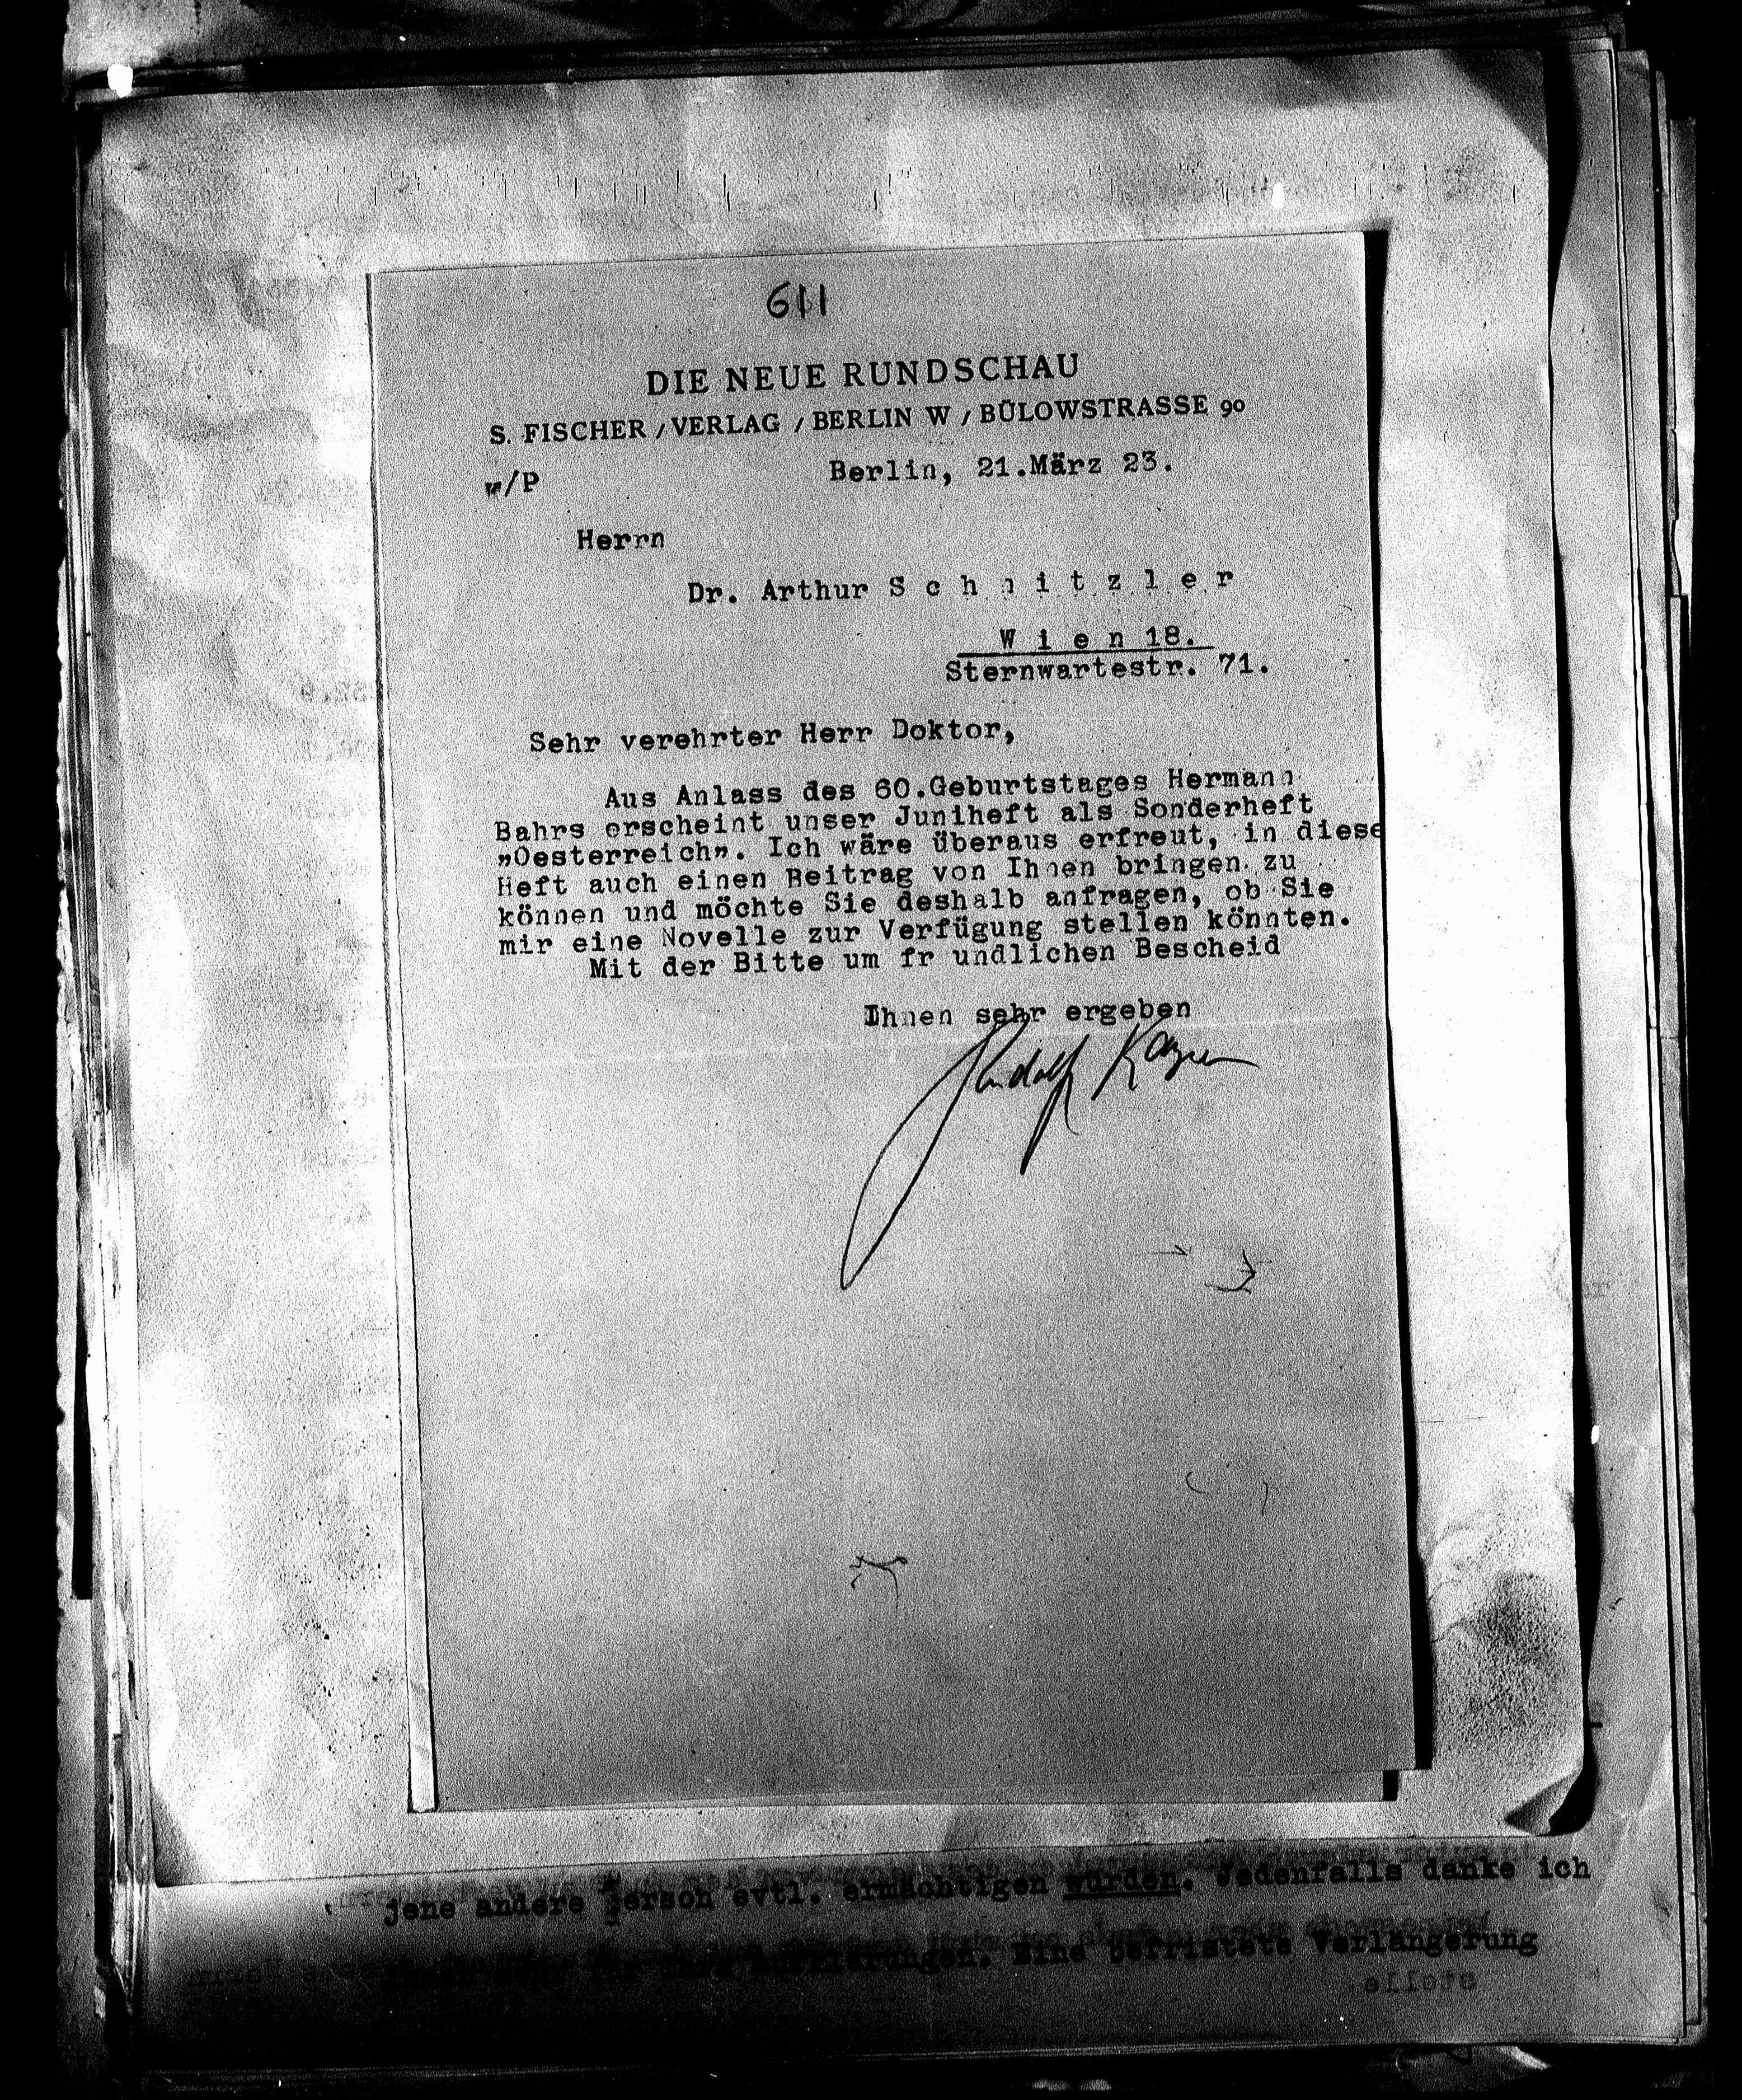 611
DIE NEUE RUNDSCHAU
S. FISCHER / VERLAG / BERLIN W / BÜLOWSTRASSE 90
w/P Berlin, 21.März 23.
Herrn
Dr. Arthur S c h n i t z l e r
W i e n 18.
Sternwartestr. 71.
Sehr verehrter Herr Doktor,
Aus Anlass des 60.Geburtstages Hermann
Bahrs erscheint unser Juniheft als Sonderheft
"Oesterreich". Ich wäre überaus erfreut, in diese
Heft auch einen Beitrag von Ihnen bringen zu
können und möchte Sie deshalb anfragen, ob Sie
mir eine Novelle zur Verfügung stellen könnten.
Mit der Bitte um fr undlichen Bescheid
Ihnen sehr ergeben
Rudolf Kayser
jene andere Person evtl. ermächtigen würden. Jedenfalls danke ich
Eine befristete Verlängerung